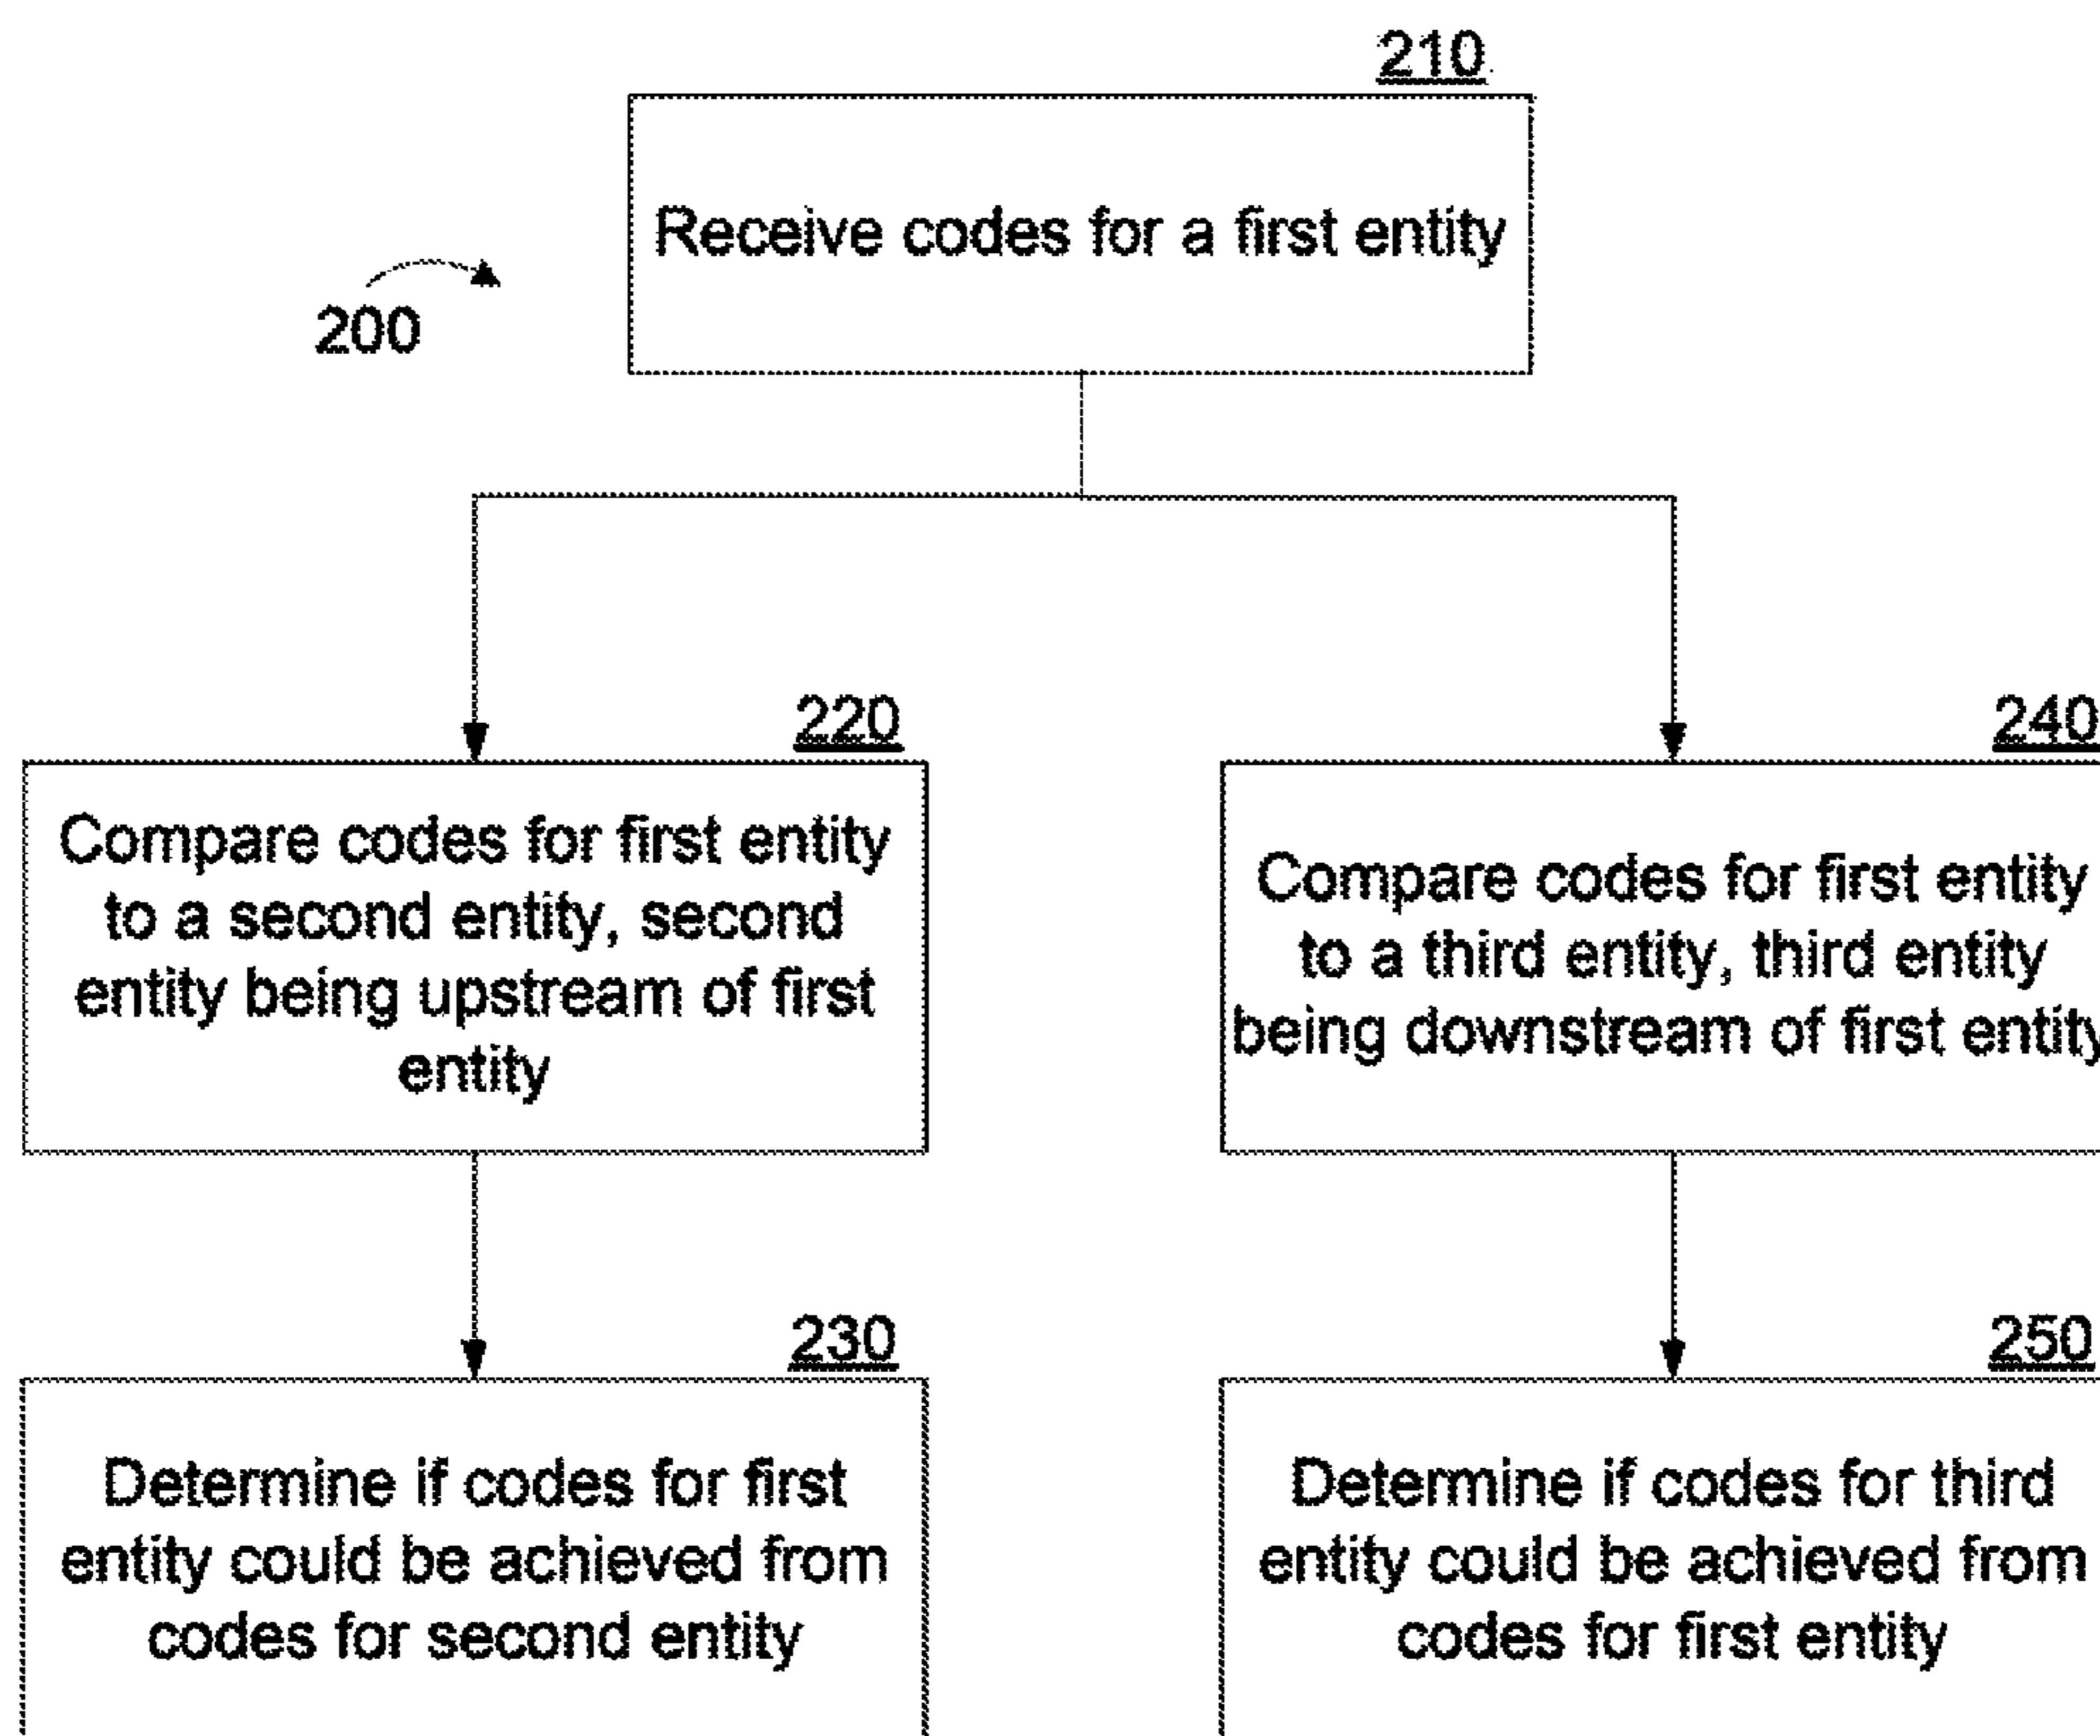 210
Receive codes for a first entity
200
220
Compare codes for first entity
to a second entity, second
entity being upstream of first
entity
240
Compare codes for first entity
to a third entity, third entity
being downstream of first entity
230
Determine if codes for first
entity could be achieved from
codes for second entity
250
Determine if codes for third
entity could be achieved from
codes for first entity